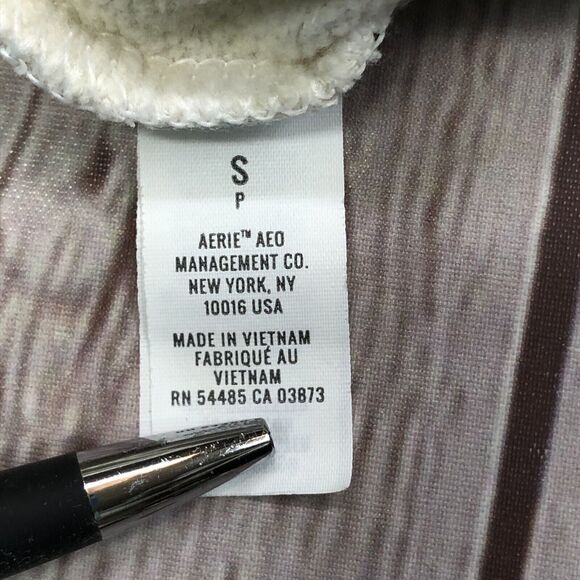 S
P
AERIE™ AEO
MANAGEMENT CO.
NEW YORK, NY
10016 USA
MADE IN VIETNAM
FABRIQUÉ AU
VIETNAM
RN 54485 CA 03873